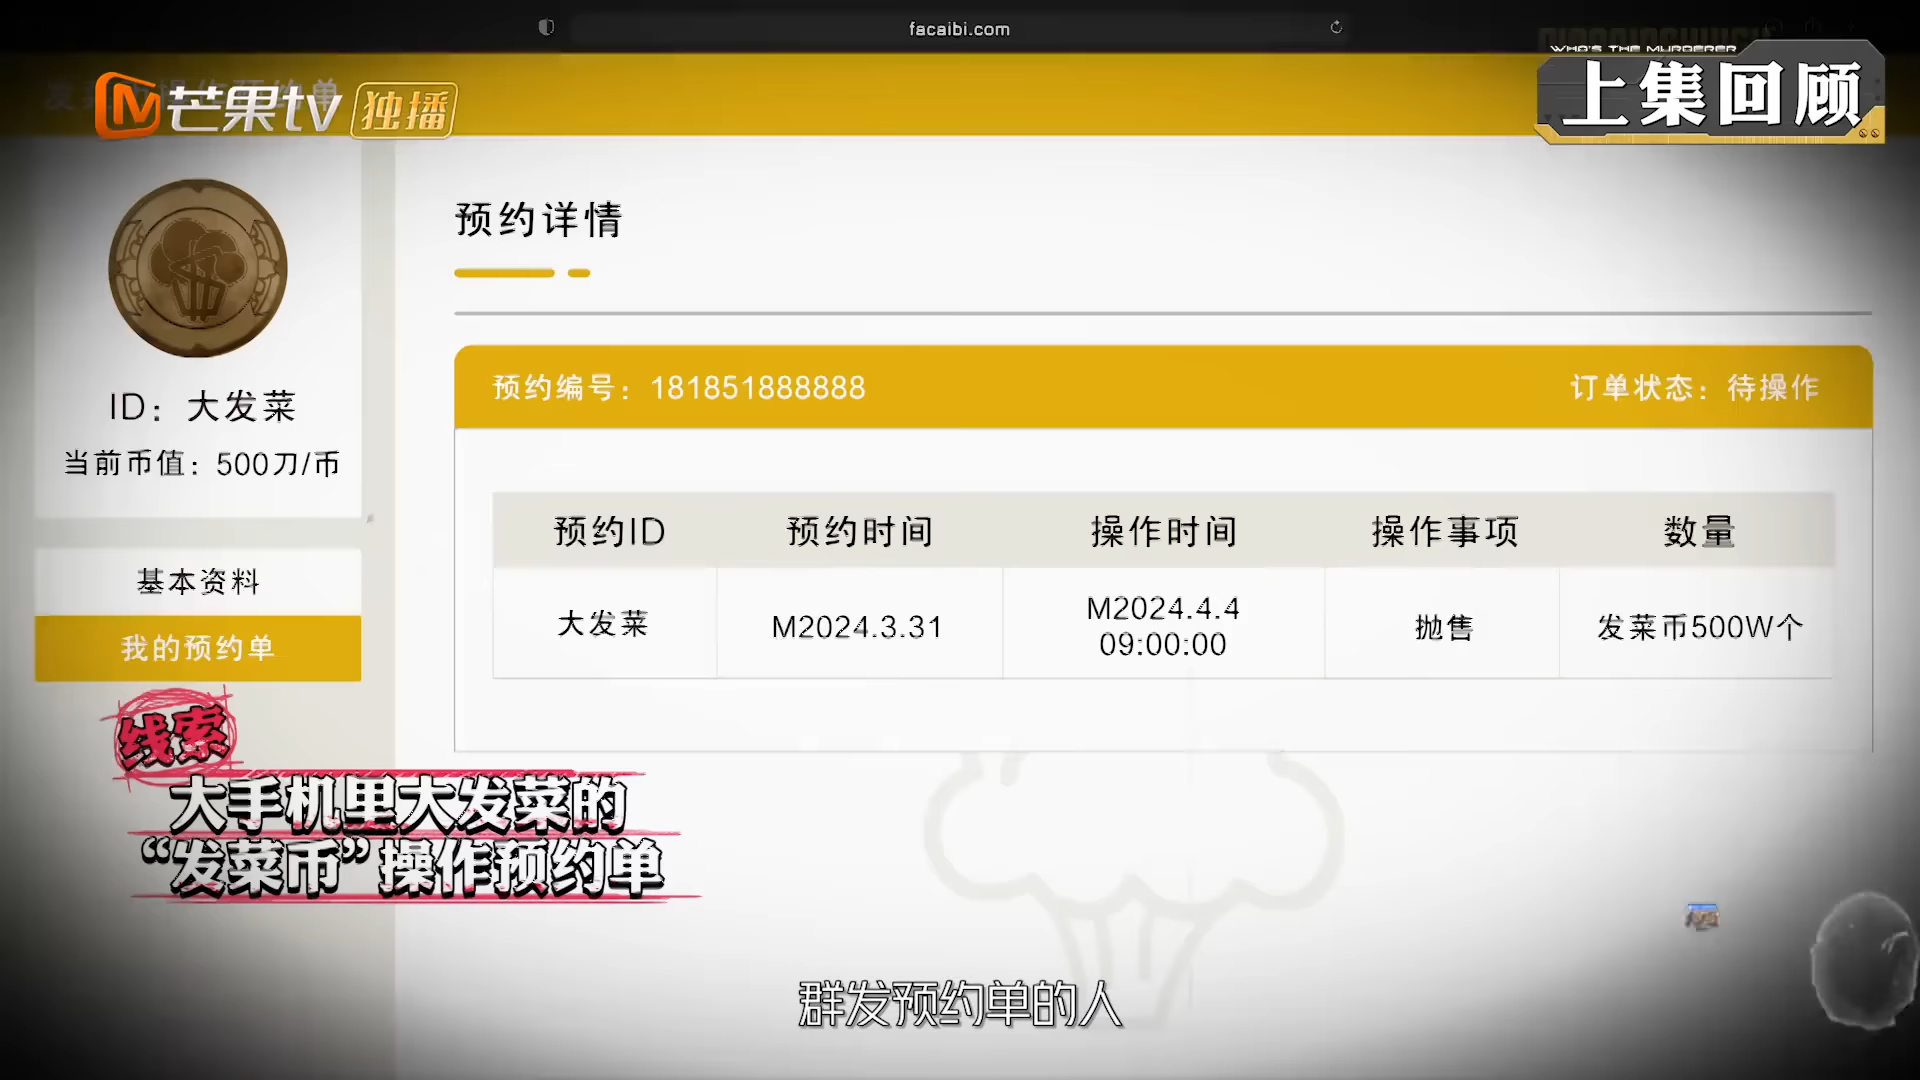 facaibi.com
WHO'S THE MURDERER
上集回顾
芒果tv 独播
ID：大发菜
当前币值：500刀/币
基本资料
我的预约单
预约详情
预约编号：181851888888
订单状态：待操作
预约ID 预约时间 操作时间 操作事项 数量
大发菜 M2024.3.31 M2024.4.4 09:00:00 抛售 发菜币500W个
线索
大手机里大发菜的
“发菜币”操作预约单
群发预约单的人